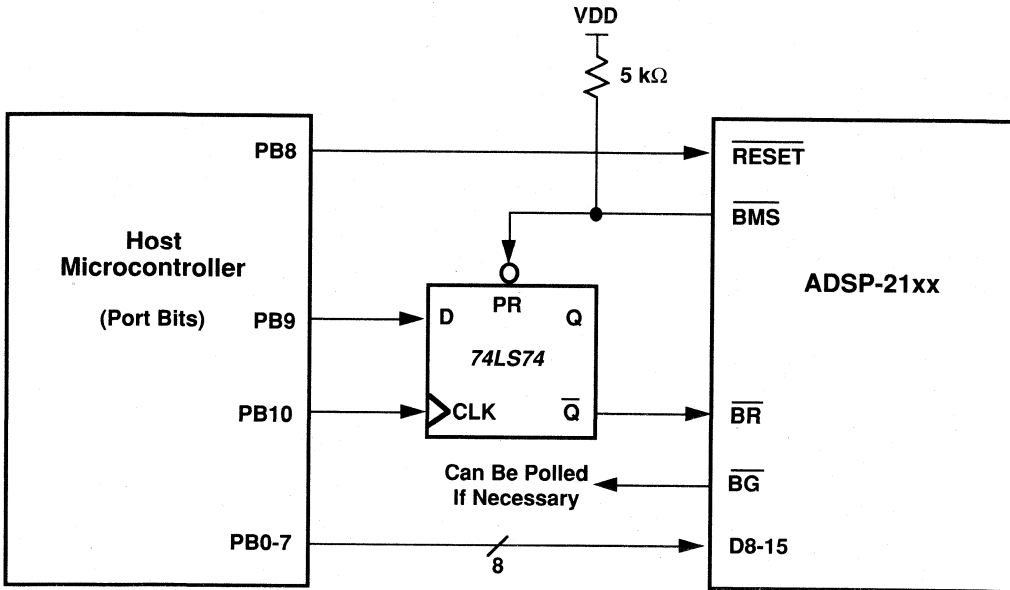 VDD
5 kΩ
PB8
RESET
BMS
Host
Microcontroller
(Port Bits)
ADSP-21xx
PR
PB9
D
Q
74LS74
PB10
CLK
Q
BR
Can Be Polled
If Necessary
BG
PB0-7
8
D8-15